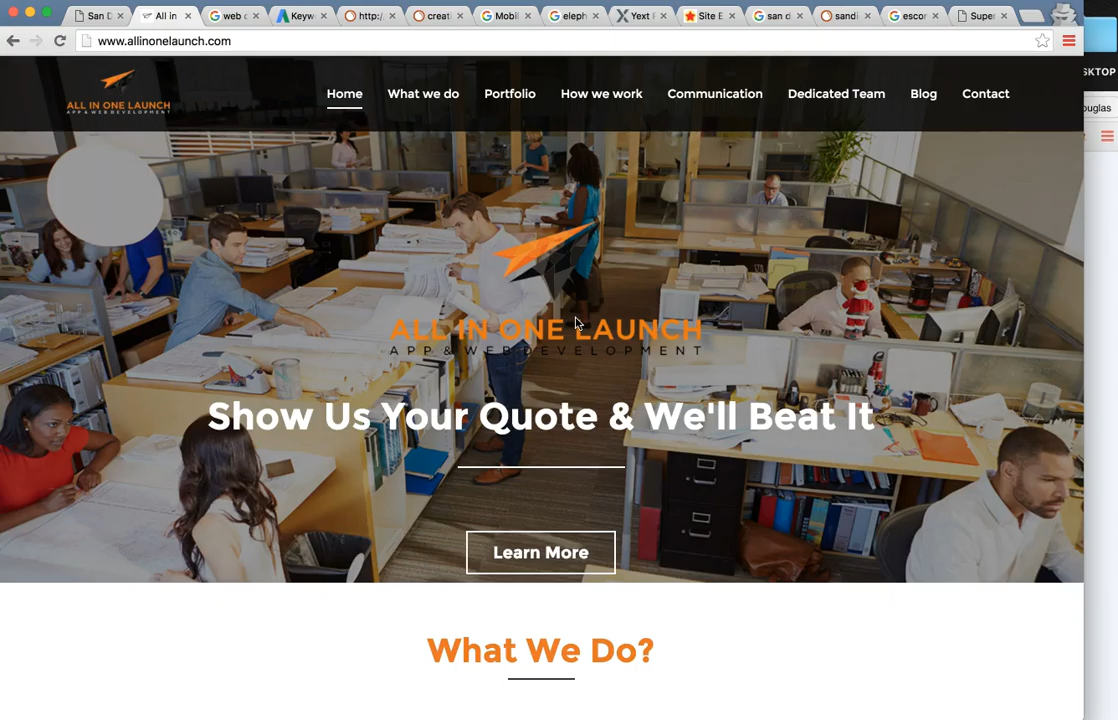 San D
All in
web d
Keyw
http:/
creati
Mobil
eleph
Yext F
Site E
san d
sandi
escor
Super
www.allinonelaunch.com
SKTOP
ouglas
ALL IN ONE LAUNCH
APP & WEB DEVELOPMENT
Home What we do Portfolio How we work Communication Dedicated Team Blog Contact
ALL IN ONE LAUNCH
APP & WEB DEVELOPMENT
Show Us Your Quote & We'll Beat It
Learn More
What We Do?